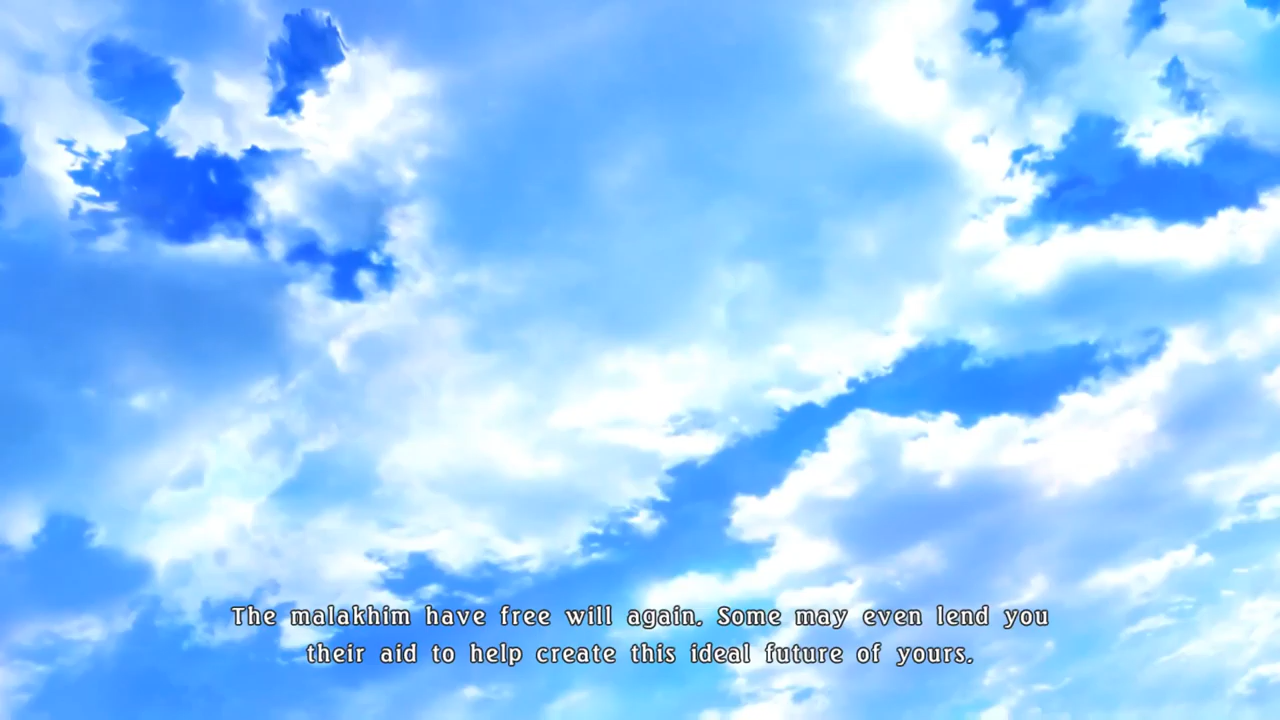 The malakhim have free will again. Some may even lend you
their aid to help create this ideal future of yours.